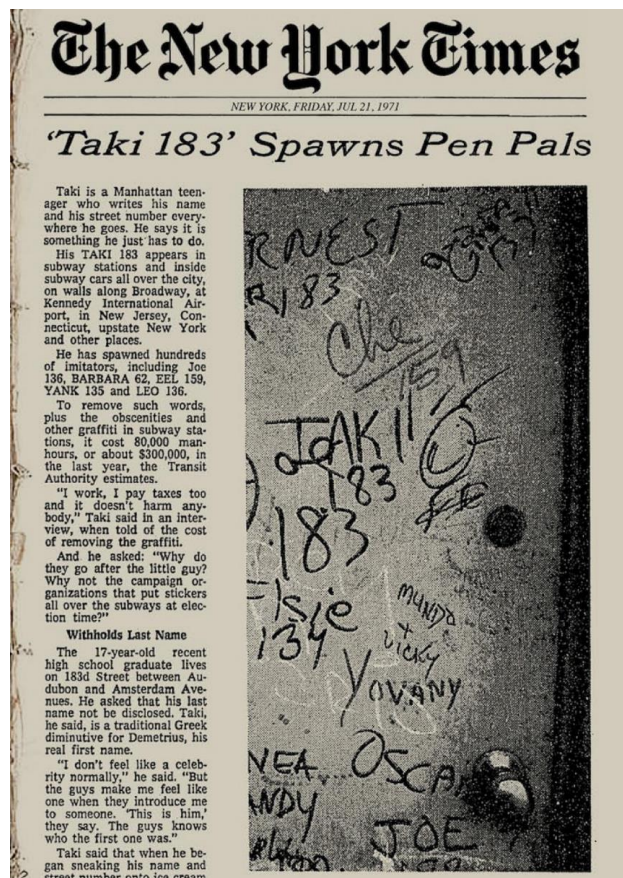 The New York Times
NEW YORK, FRIDAY, JUL 21, 1971
‘Taki 183’ Spawns Pen Pals
Taki is a Manhattan teen-
ager who writes his name
and his street number every-
where he goes. He says it is
something he just has to do.
His TAKI 183 appears in
subway stations and inside
subway cars all over the city,
on walls along Broadway, at
Kennedy International Air-
port, in New Jersey, Con-
necticut, upstate New York
and other places.
He has spawned hundreds
of imitators, including Joe
136, BARBARA 62, EEL 159,
YANK 135 and LEO 136.
To remove such words,
plus the obscenities and
other graffiti in subway sta-
tions, it cost 80,000 man-
hours, or about $300,000, in
the last year, the Transit
Authority estimates.
“I work, I pay taxes too
and it doesn’t harm any-
body,” Taki said in an inter-
view, when told of the cost
of removing the graffiti.
And he asked: “Why do
they go after the little guy?
Why not the campaign or-
ganizations that put stickers
all over the subways at elec-
tion time?”
Withholds Last Name
The 17-year-old recent
high school graduate lives
on 183d Street between Au-
dubon and Amsterdam Ave-
nues. He asked that his last
name not be disclosed. Taki,
he said, is a traditional Greek
diminutive for Demetrius, his
real first name.
“I don’t feel like a celeb-
rity normally,” he said. “But
the guys make me feel like
one when they introduce me
to someone. ‘This is him,’
they say. The guys knows
who the first one was.”
Taki said that when he be-
gan sneaking his name and
street number onto ice cream
RNEST
183
Che
159
TAKI
183
183
Elsie
137
MUNDO
+
VICKY
YOVANY
OSCA
NDY
JOE